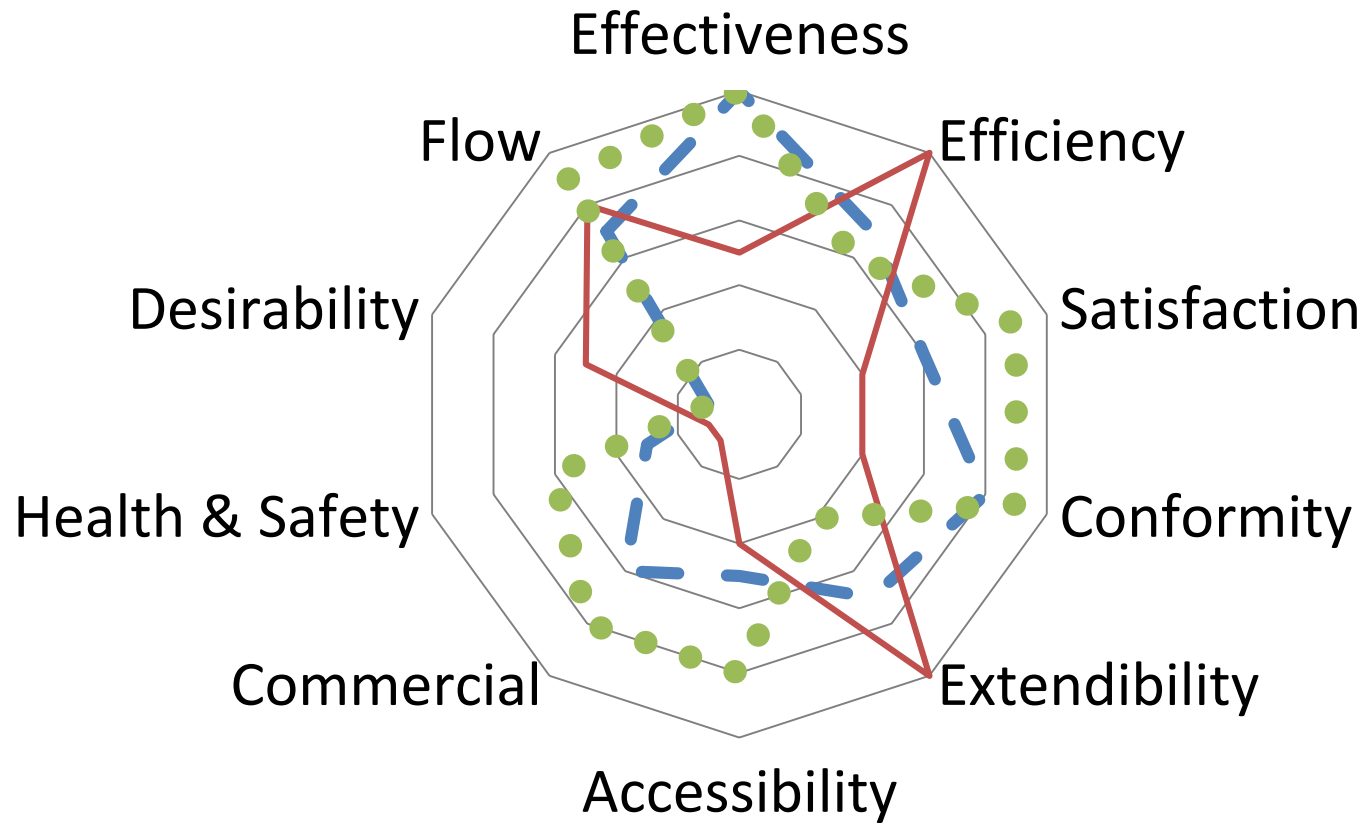 Effectiveness
Flow
Efficiency
Desirability
Satisfaction
Health & Safety
Conformity
Commercial
Extendibility
Accessibility